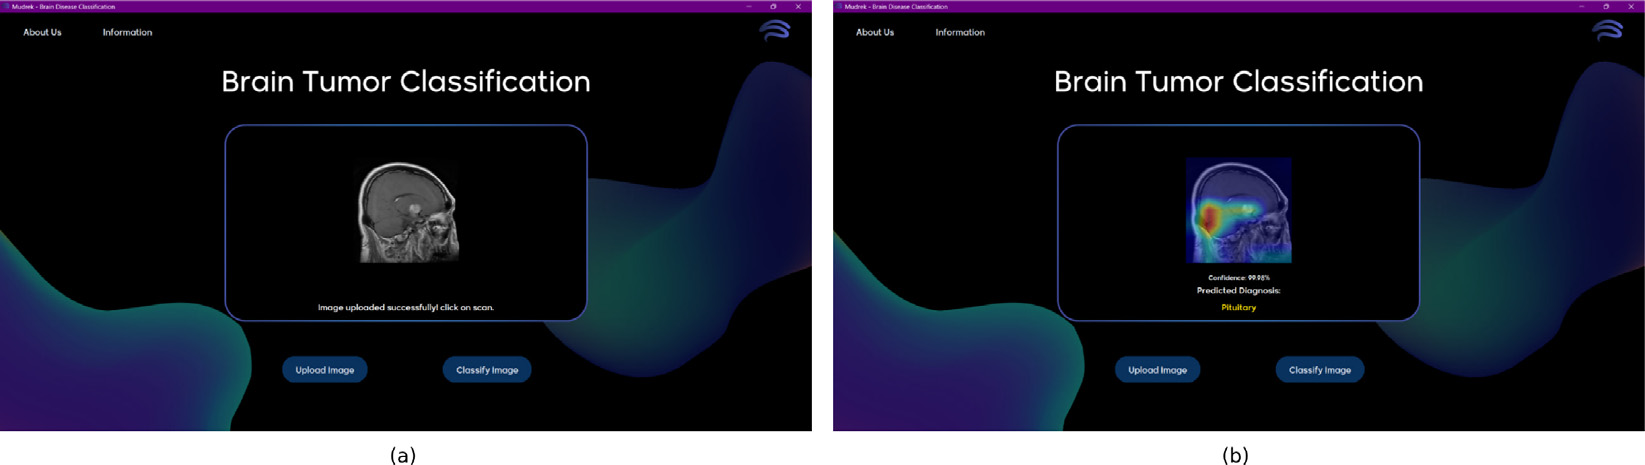 Mudrek - Brain Disease Classification
About Us
Information
Brain Tumor Classification
Image uploaded successfully! click on scan.
Upload Image
Classify Image
(a)
Mudrek - Brain Disease Classification
About Us
Information
Brain Tumor Classification
Confidence: 99.98%
Predicted Diagnosis:
Pituitary
Upload Image
Classify Image
(b)